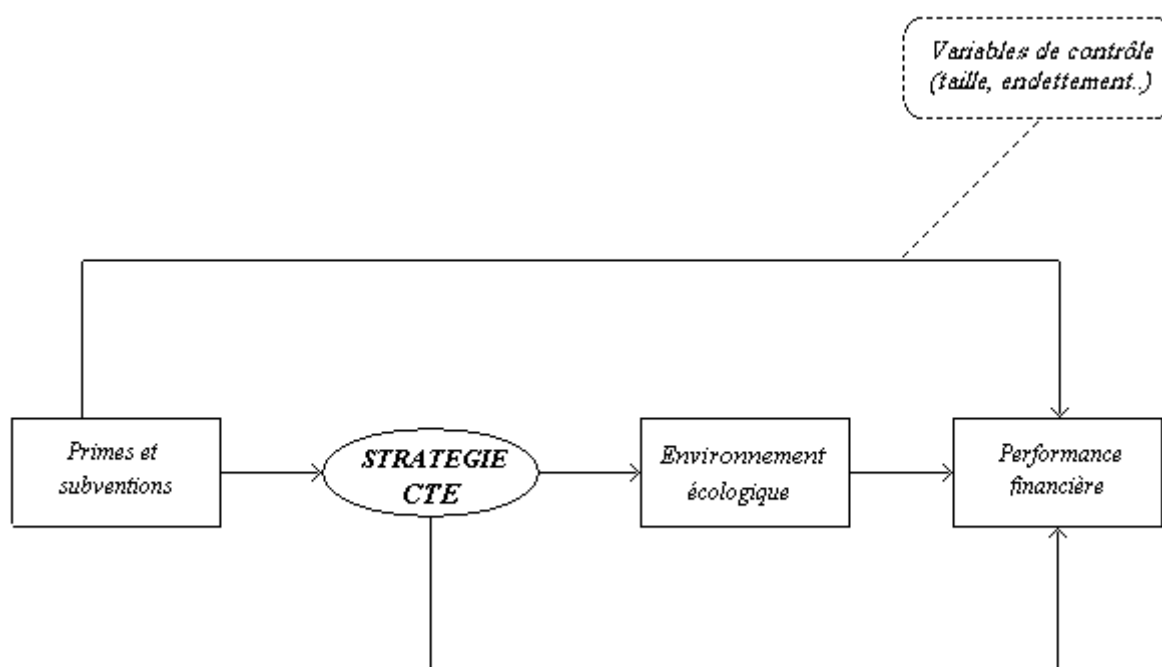 Variables de contrôle
(taille, endettement..)
Primes et
subventions
STRATEGIE
CTE
Environnement
écologique
Performance
financière